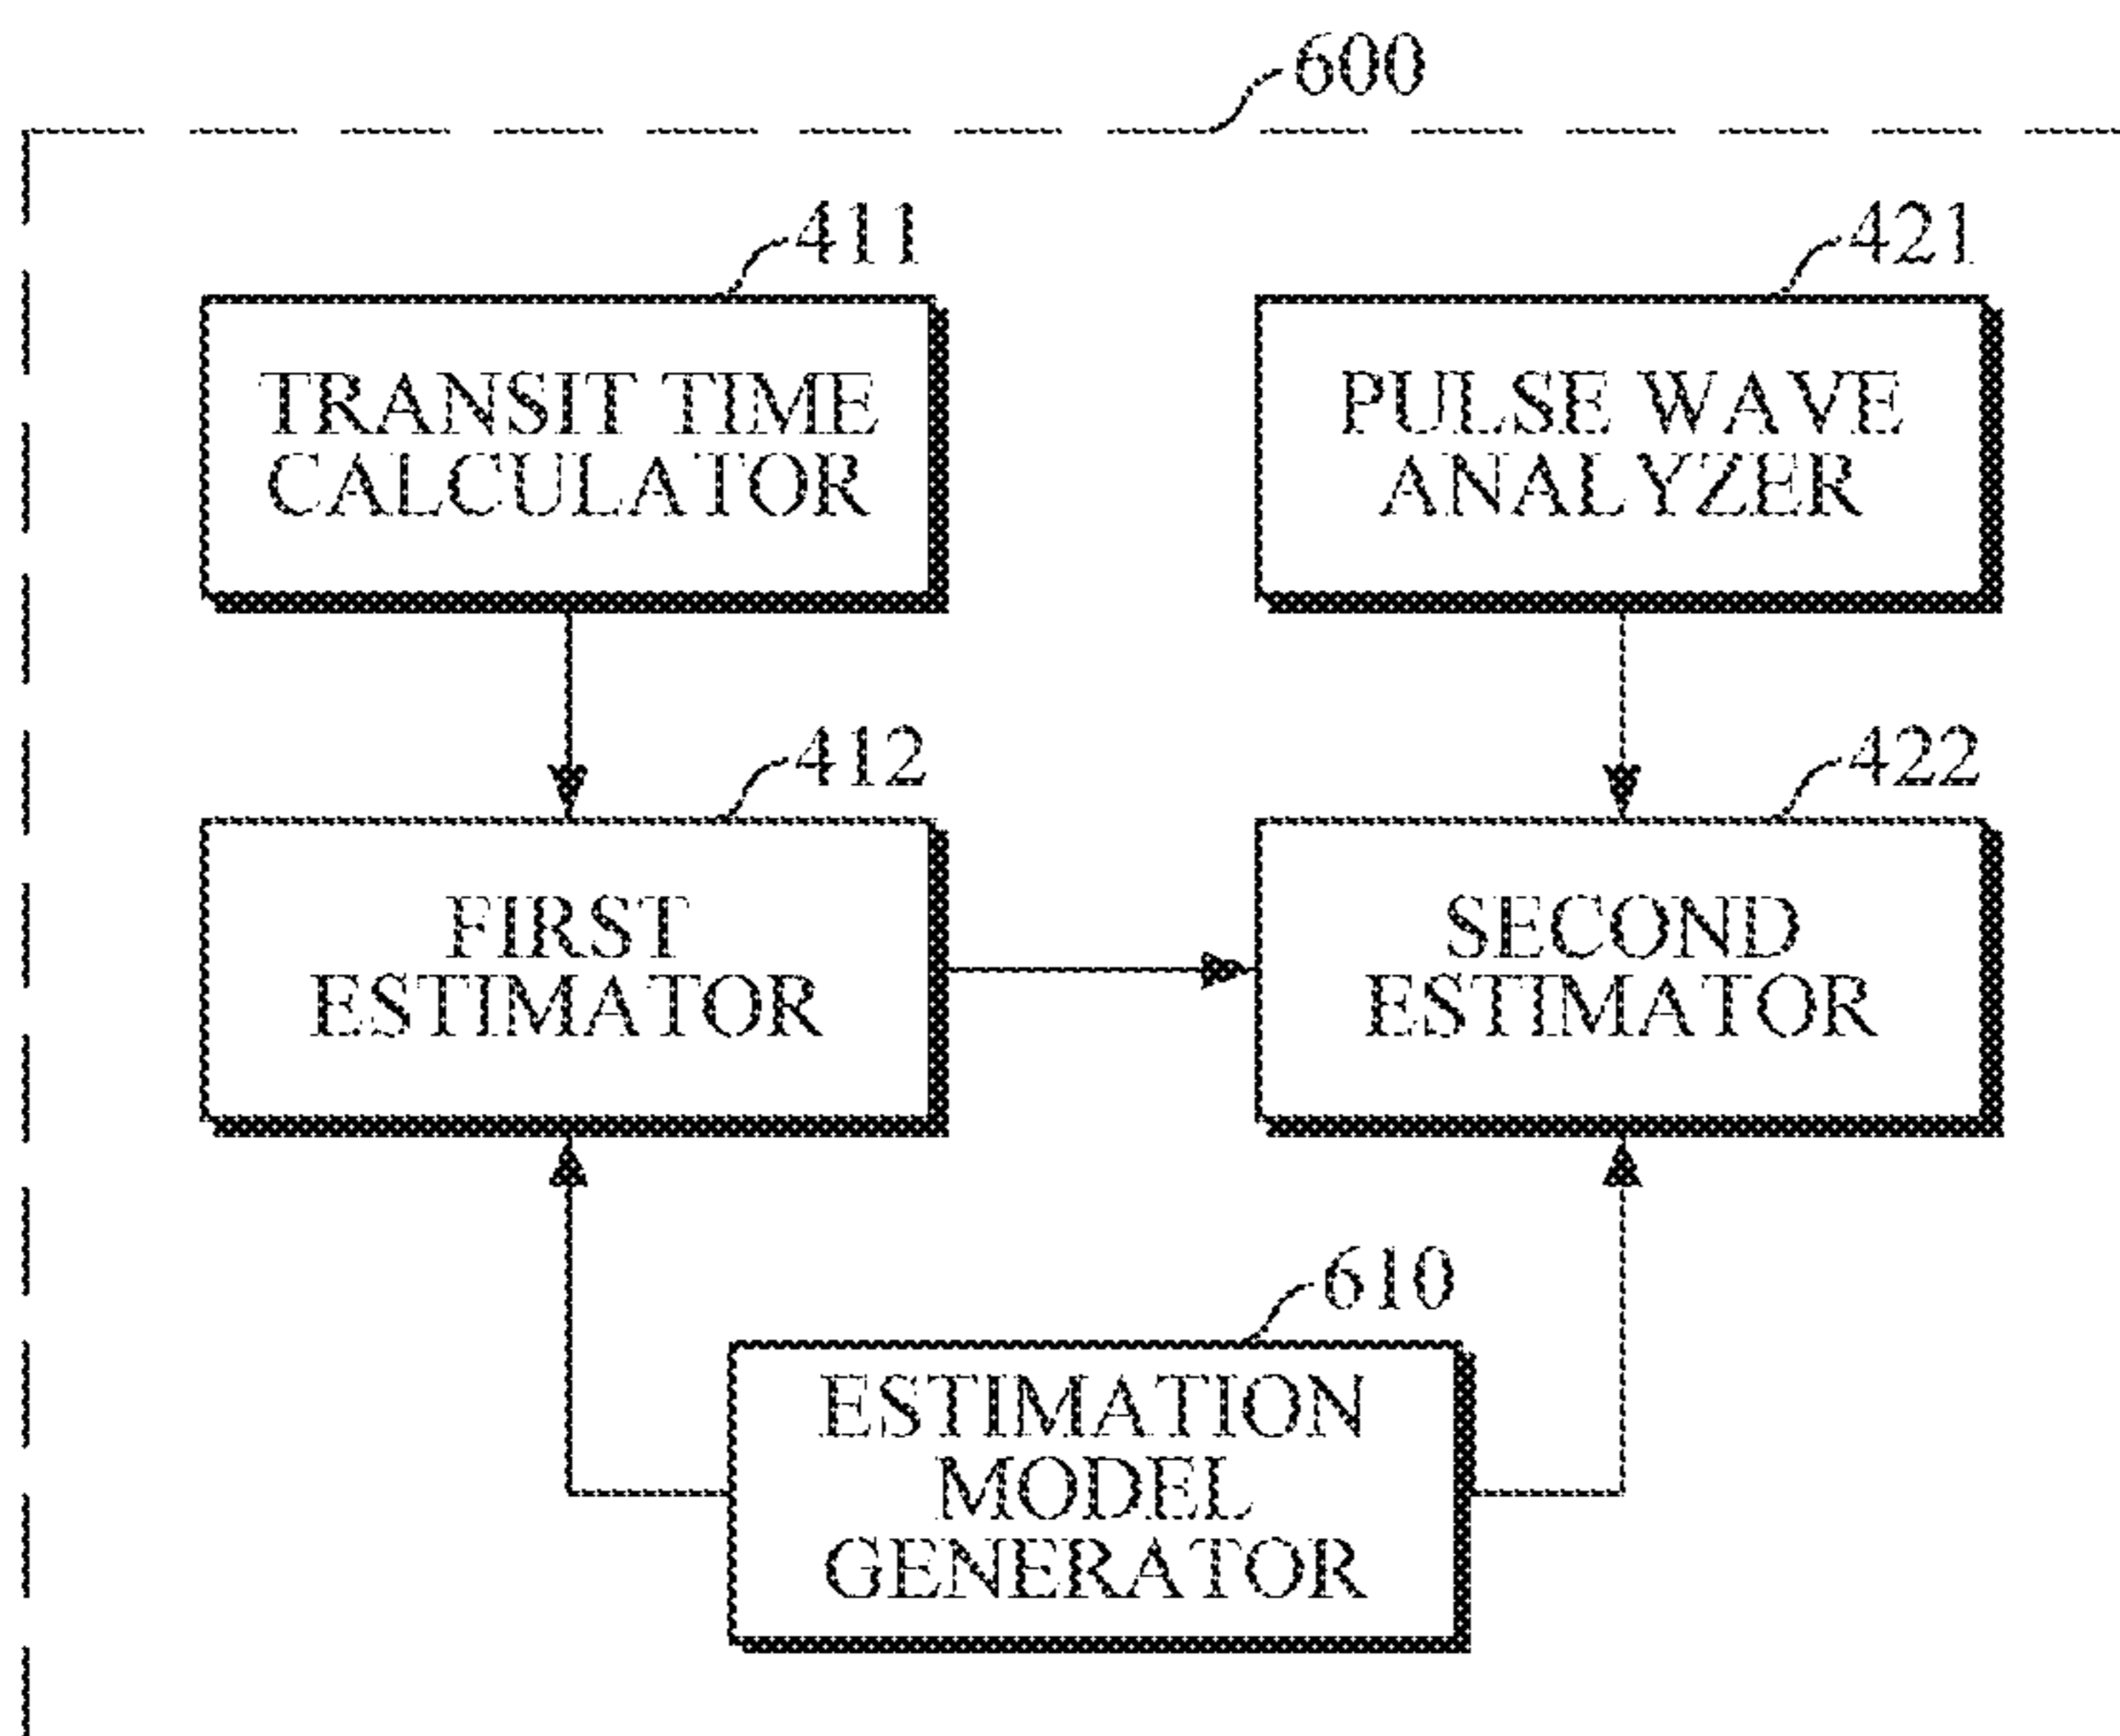 600
411
TRANSIT TIME
CALCULATOR
421
PULSE WAVE
ANALYZER
412
FIRST
ESTIMATOR
422
SECOND
ESTIMATOR
610
ESTIMATION
MODEL
GENERATOR